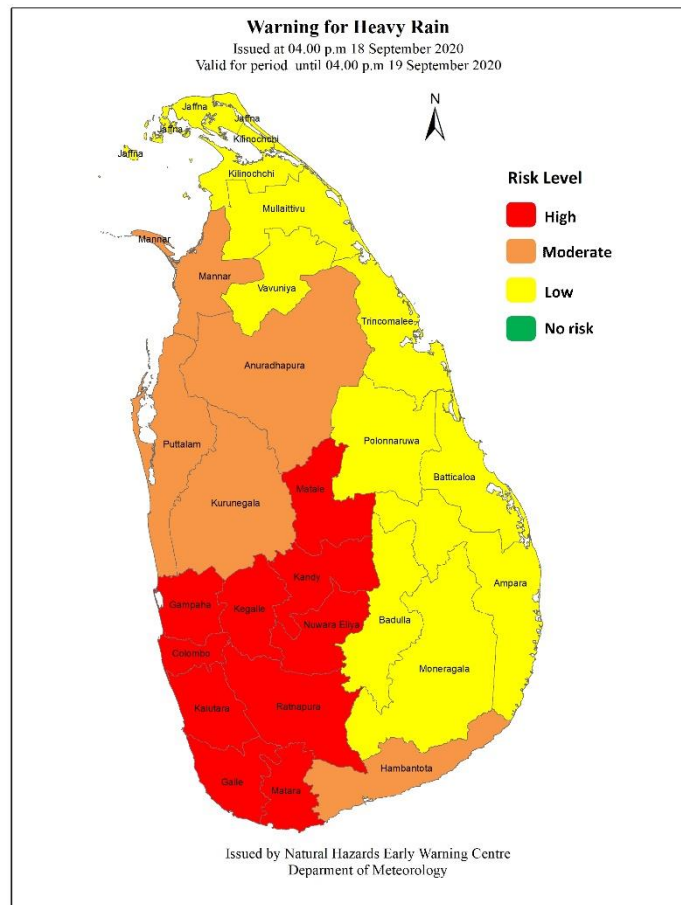 Warning for Heavy Rain
Issued at 04.00 p.m 18 September 2020
Valid for period until 04.00 p.m 19 September 2020
N
Jaffna
Jaffna
Jaffna
Kilinochchi
Jaffna
Kilinochchi
Mullaittivu
Mannar
Mannar
Vavuniya
Trincomalee
Anuradhapura
Puttalam
Polonnaruwa
Batticaloa
Matale
Kurunegala
Kandy
Ampara
Gampaha
Kegalle
Nuwara Eliya
Badulla
Colombo
Moneragala
Kalutara
Ratnapura
Hambantota
Galle
Matara
Risk Level
High
Moderate
Low
No risk
Issued by Natural Hazards Early Warning Centre
Deparment of Meteorology